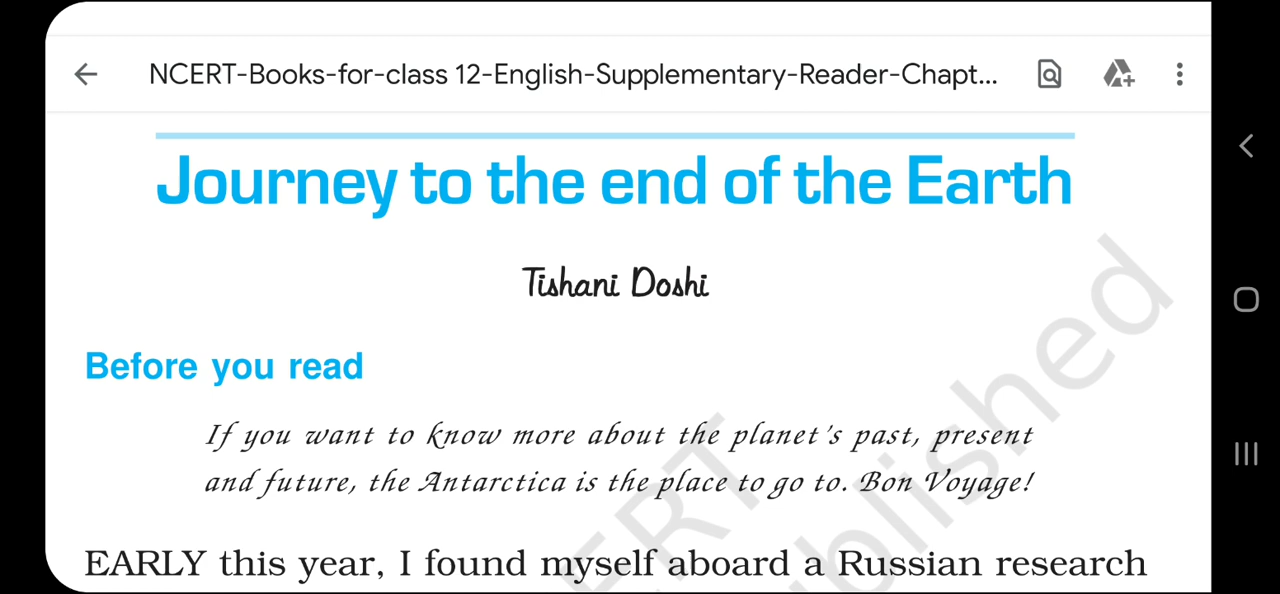 NCERT-Books-for-class 12-English-Supplementary-Reader-Chapt...
Journey to the end of the Earth
Tishani Doshi
Before you read
If you want to know more about the planet's past, present
and future, the Antarctica is the place to go to. Bon Voyage!
EARLY this year, I found myself aboard a Russian research